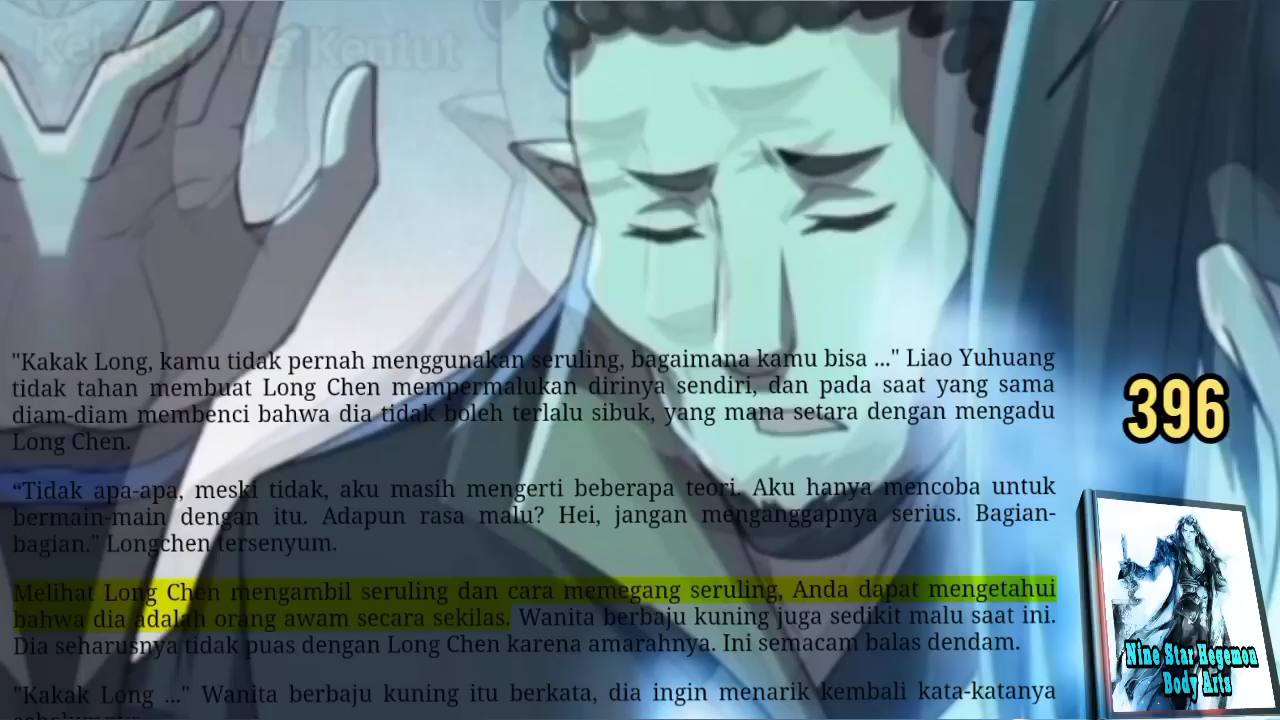 "Kakak Long, kamu tidak pernah menggunakan seruling, bagaimana kamu bisa ..." Liao Yuhuang
tidak tahan membuat Long Chen mempermalukan dirinya sendiri, dan pada saat yang sama
diam-diam membenci bahwa dia tidak boleh terlalu sibuk, yang mana setara dengan mengadu
Long Chen.
“Tidak apa-apa, meski tidak, aku masih mengerti beberapa teori. Aku hanya mencoba untuk
bermain-main dengan itu. Adapun rasa malu? Hei, jangan menganggapnya serius. Bagian-
bagian." Longchen tersenyum.
Melihat Long Chen mengambil seruling dan cara memegang seruling, Anda dapat mengetahui
bahwa dia adalah orang awam secara sekilas. Wanita berbaju kuning juga sedikit malu saat ini.
Dia seharusnya tidak puas dengan Long Chen karena amarahnya. Ini semacam balas dendam.
"Kakak Long ..." Wanita berbaju kuning itu berkata, dia ingin menarik kembali kata-katanya
396
Nine Star Hegemon
Body Arts